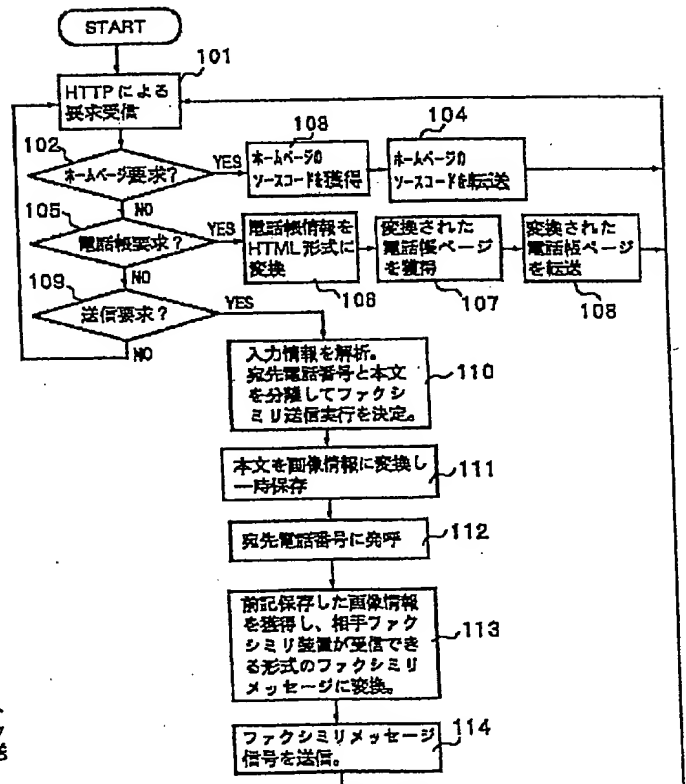 START
101
HTTPによる
要求受信
102
ホームページ要求?
YES
NO
103
ホームページの
ソースコードを獲得
104
ホームページの
ソースコードを転送
105
電話帳要求?
YES
NO
電話帳情報を
HTML形式に
変換
106
変換された
電話帳ページ
を獲得
107
変換された
電話帳ページ
を転送
108
109
送信要求?
YES
NO
入力情報を解析。
宛先電話番号と本文
を分離してファクシ
ミリ送信実行を決定。
110
本文を画像情報に変換し
一時保存
111
宛先電話番号に発呼
112
前記保存した画像情報
を獲得し、相手ファク
シミリ装置が受信でき
る形式のファクシミリ
メッセージに変換。
113
ファクシミリメッセージ
信号を送信。
114